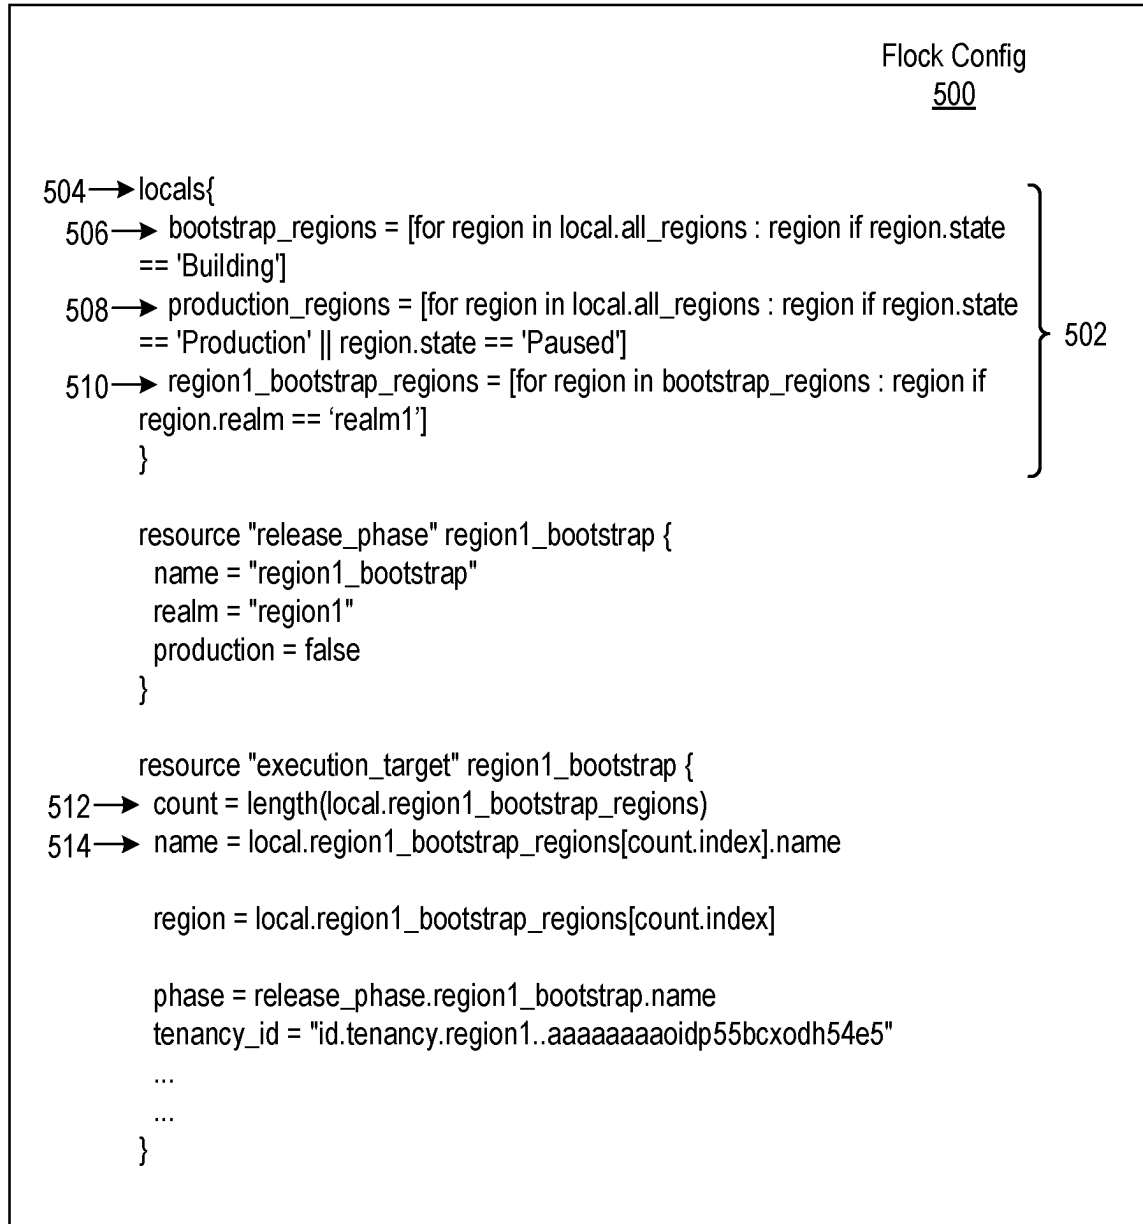 Flock Config
500
504 locals{
506 bootstrap_regions = [for region in local.all_regions : region if region.state
== 'Building']
508 production_regions = [for region in local.all_regions : region if region.state
== 'Production' || region.state == 'Paused']
502
510 region1_bootstrap_regions = [for region in bootstrap_regions : region if
region.realm == ‘realm1’]
}
resource "release_phase" region1_bootstrap {
name = "region1_bootstrap"
realm = "region1"
production = false
}
resource "execution_target" region1_bootstrap {
512 count = length(local.region1_bootstrap_regions)
514 name = local.region1_bootstrap_regions[count.index].name
region = local.region1_bootstrap_regions[count.index]
phase = release_phase.region1_bootstrap.name
tenancy_id = "id.tenancy.region1..aaaaaaaaoidp55bcxodh54e5"
...
...
}